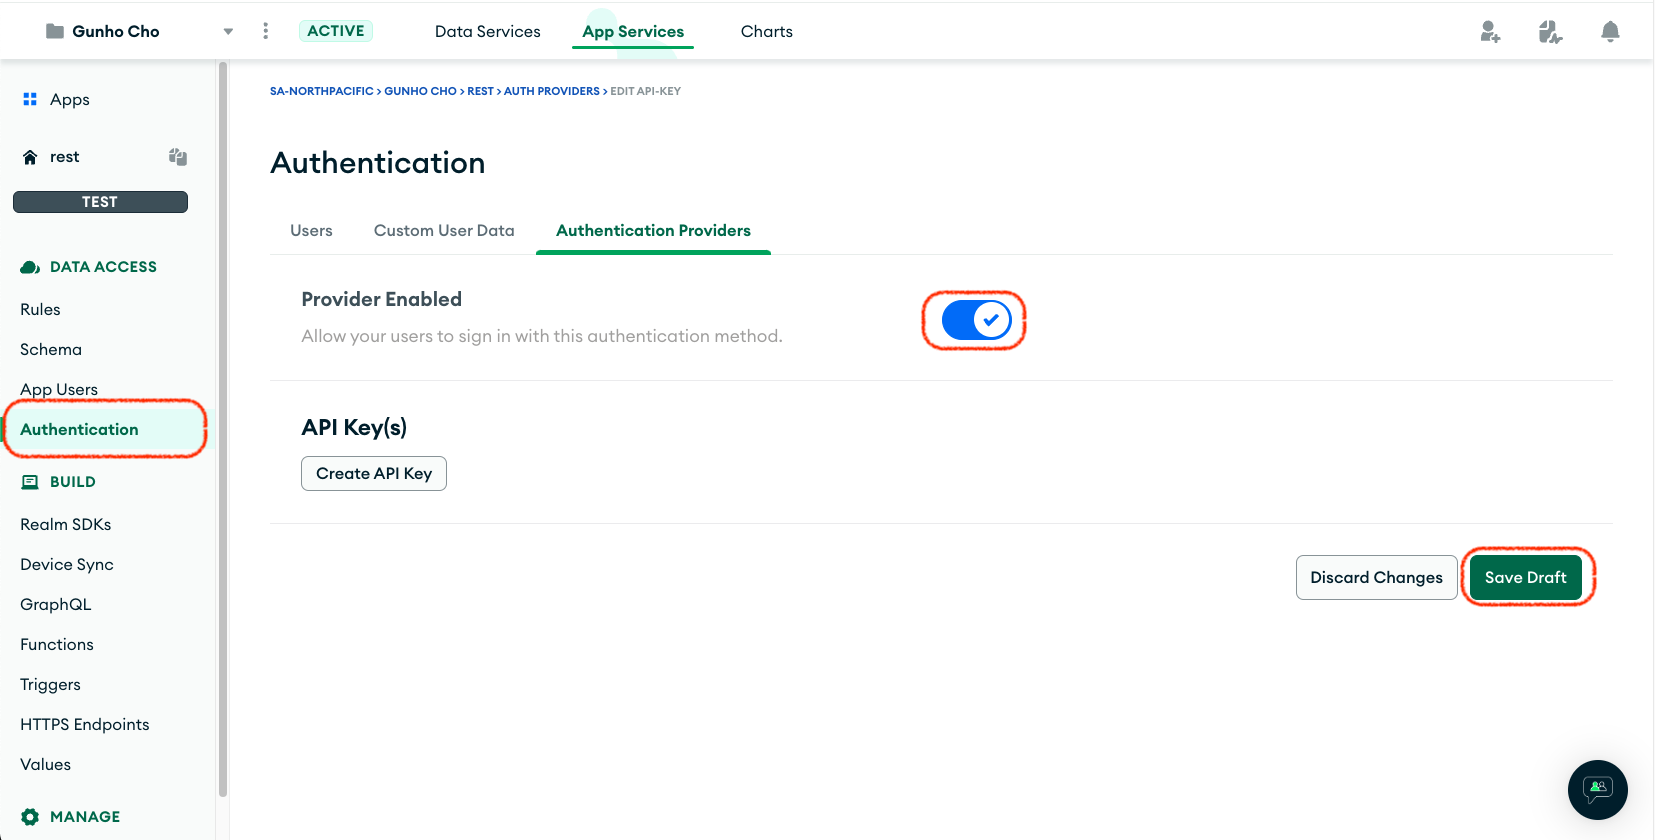 Gunho Cho
ACTIVE
Data Services
App Services
Charts
Apps
rest
TEST
DATA ACCESS
Rules
Schema
App Users
Authentication
BUILD
Realm SDKs
Device Sync
GraphQL
Functions
Triggers
HTTPS Endpoints
Values
MANAGE
SA-NORTHPACIFIC > GUNHO CHO > REST > AUTH PROVIDERS > EDIT API-KEY
Authentication
Users
Custom User Data
Authentication Providers
Provider Enabled
Allow your users to sign in with this authentication method.
API Key(s)
Create API Key
Discard Changes
Save Draft